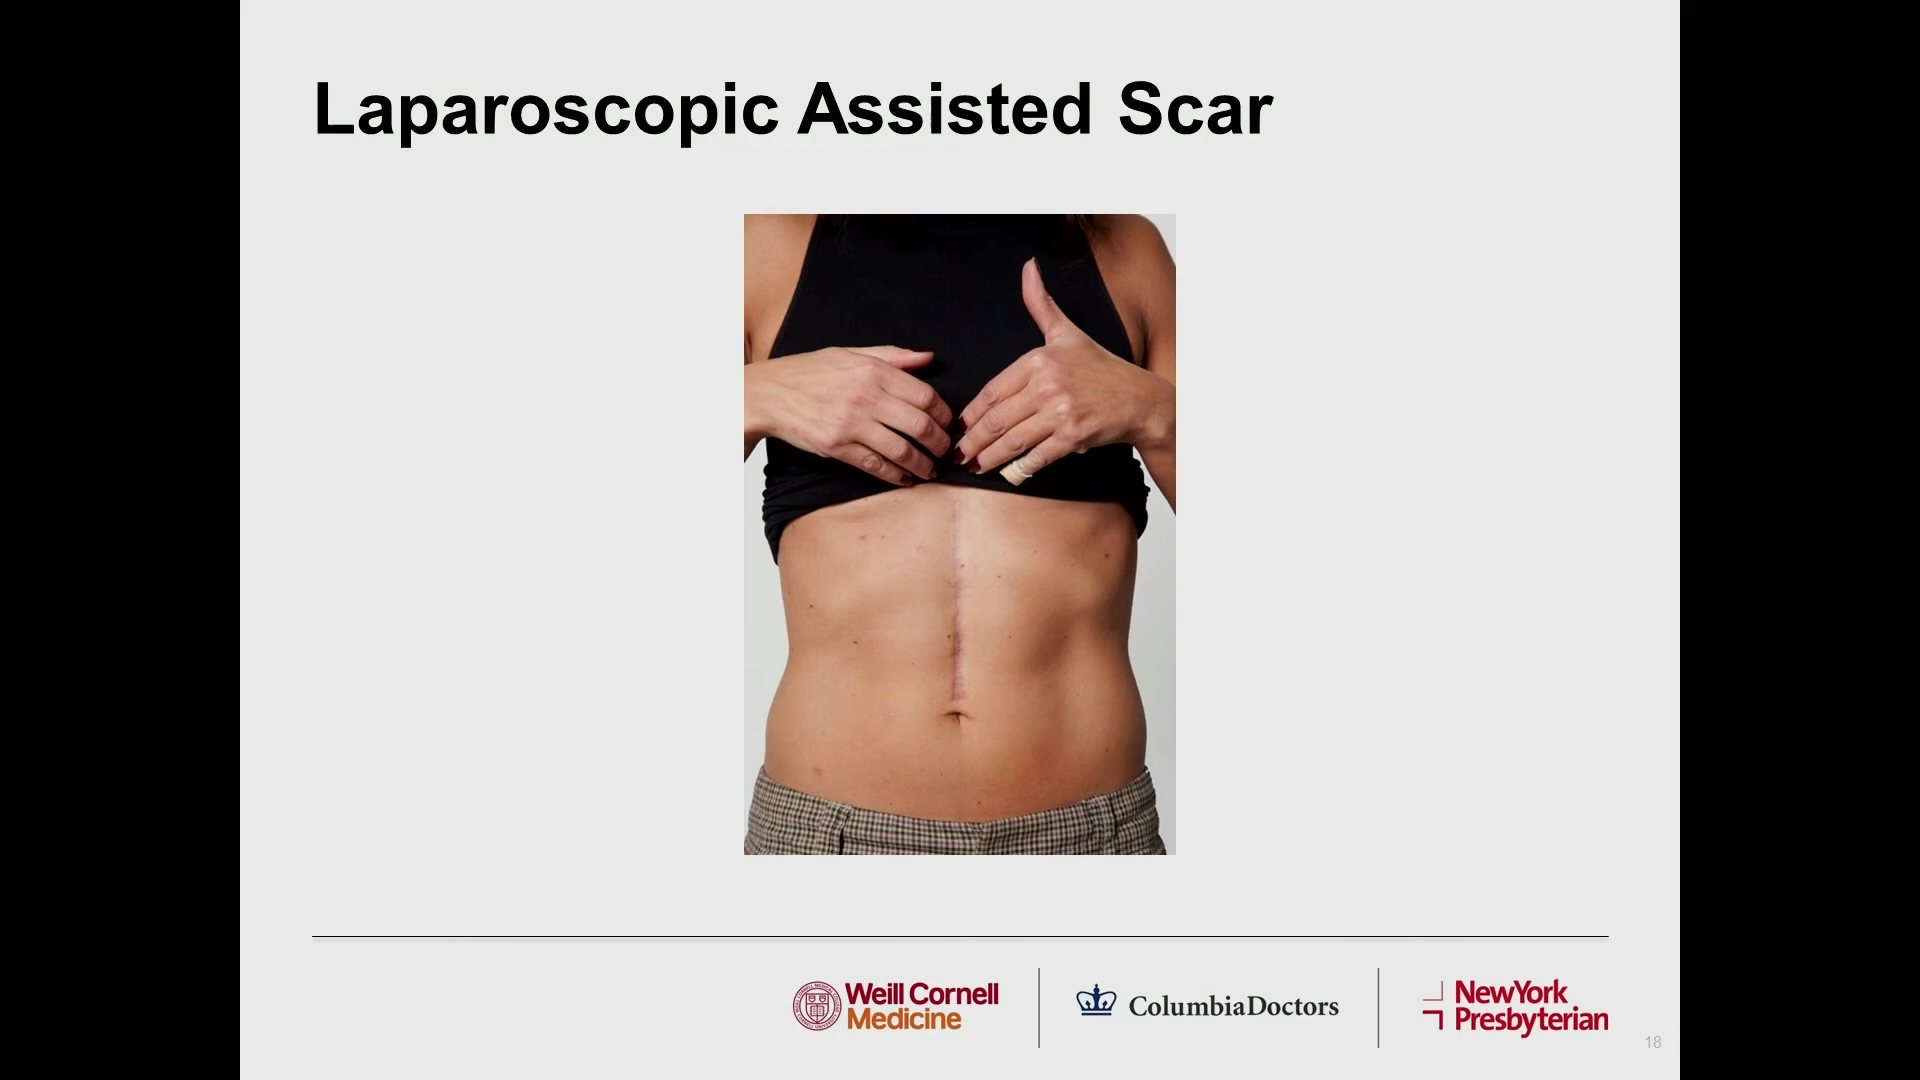 Laparoscopic Assisted Scar
Weill Cornell
Medicine
ColumbiaDoctors
NewYork
Presbyterian
18